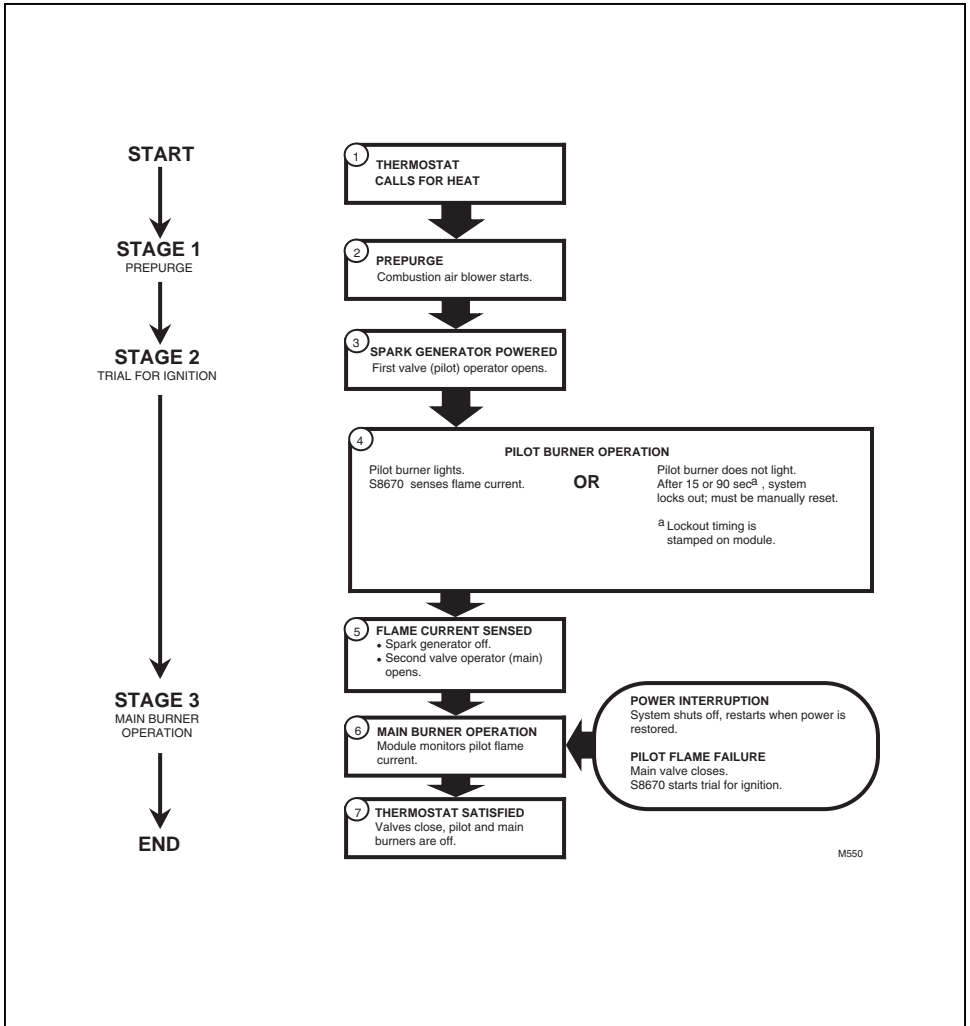 START
STAGE 1
PREPURGE
STAGE 2
TRIAL FOR IGNITION
STAGE 3
MAIN BURNER
OPERATION
END
1
THERMOSTAT
CALLS FOR HEAT
2
PREPURGE
Combustion air blower starts.
3
SPARK GENERATOR POWERED
First valve (pilot) operator opens.
4
PILOT BURNER OPERATION
Pilot burner lights.
S8670 senses flame current.
OR
Pilot burner does not light.
After 15 or 90 sec a , system
locks out; must be manually reset.
a Lockout timing is
stamped on module.
5
FLAME CURRENT SENSED
• Spark generator off.
• Second valve operator (main)
opens.
6
MAIN BURNER OPERATION
Module monitors pilot flame
current.
POWER INTERRUPTION
System shuts off, restarts when power is
restored.
PILOT FLAME FAILURE
Main valve closes.
S8670 starts trial for ignition.
7
THERMOSTAT SATISFIED
Valves close, pilot and main
burners are off.
M550